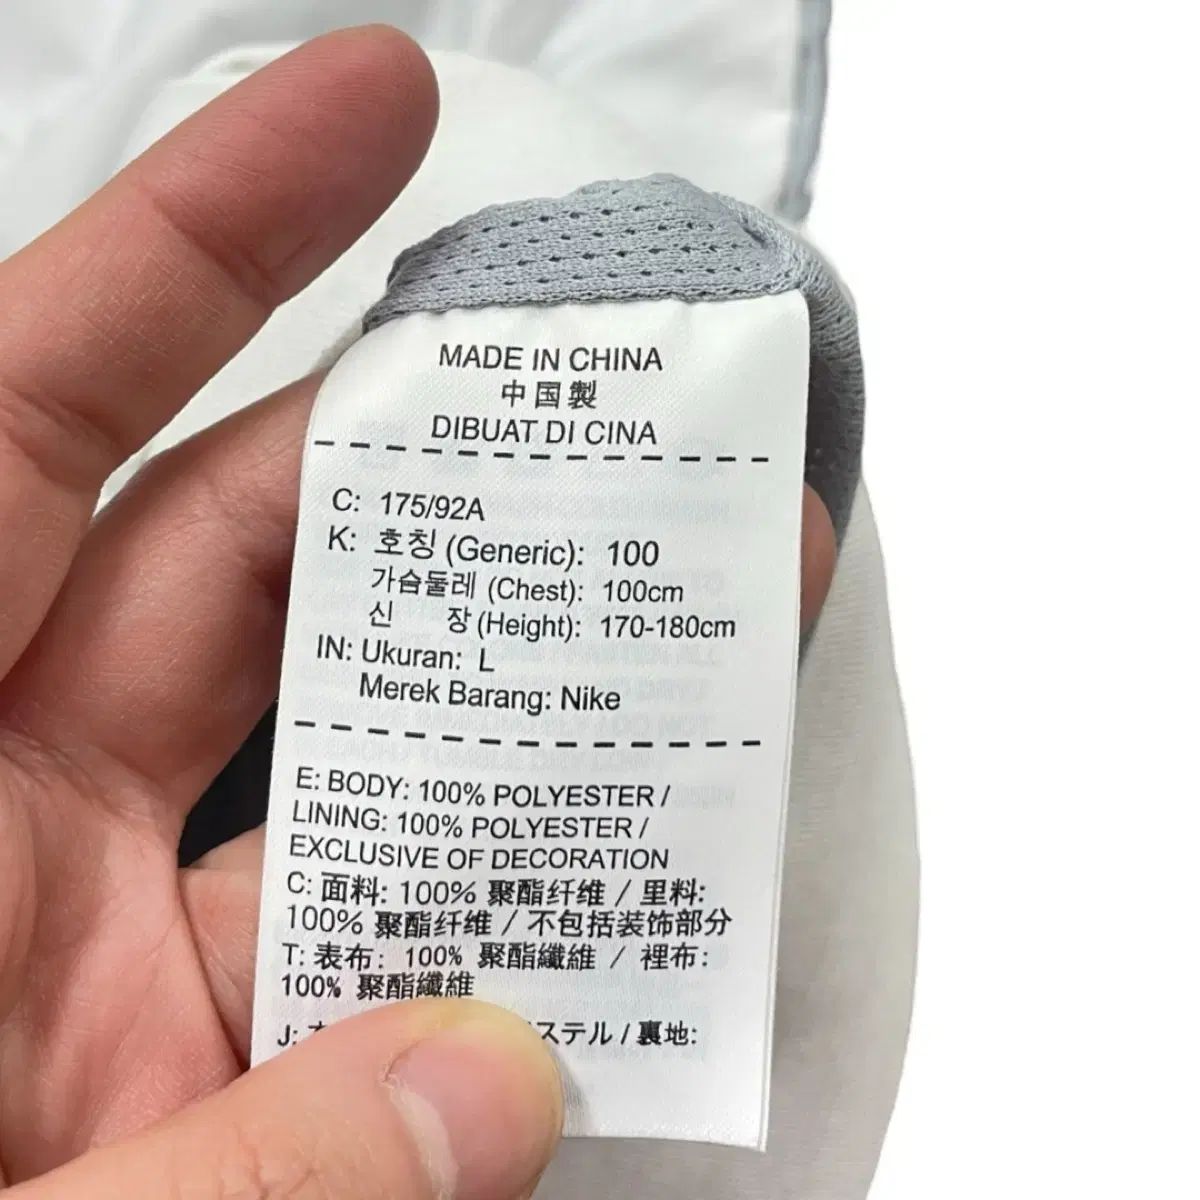 MADE IN CHINA
中国製
DIBUAT DI CINA
C: 175/92A
K: 호칭 (Generic): 100
가슴둘레 (Chest): 100cm
신 장 (Height): 170-180cm
IN: Ukuran: L
Merek Barang: Nike
E: BODY: 100% POLYESTER /
LINING: 100% POLYESTER /
EXCLUSIVE OF DECORATION
C: 面料: 100% 聚酯纤维 / 里料:
100% 聚酯纤维 / 不包括装饰部分
T: 表布: 100% 聚酯纖維 / 裡布:
100% 聚酯纖維
J: ステル / 裏地: